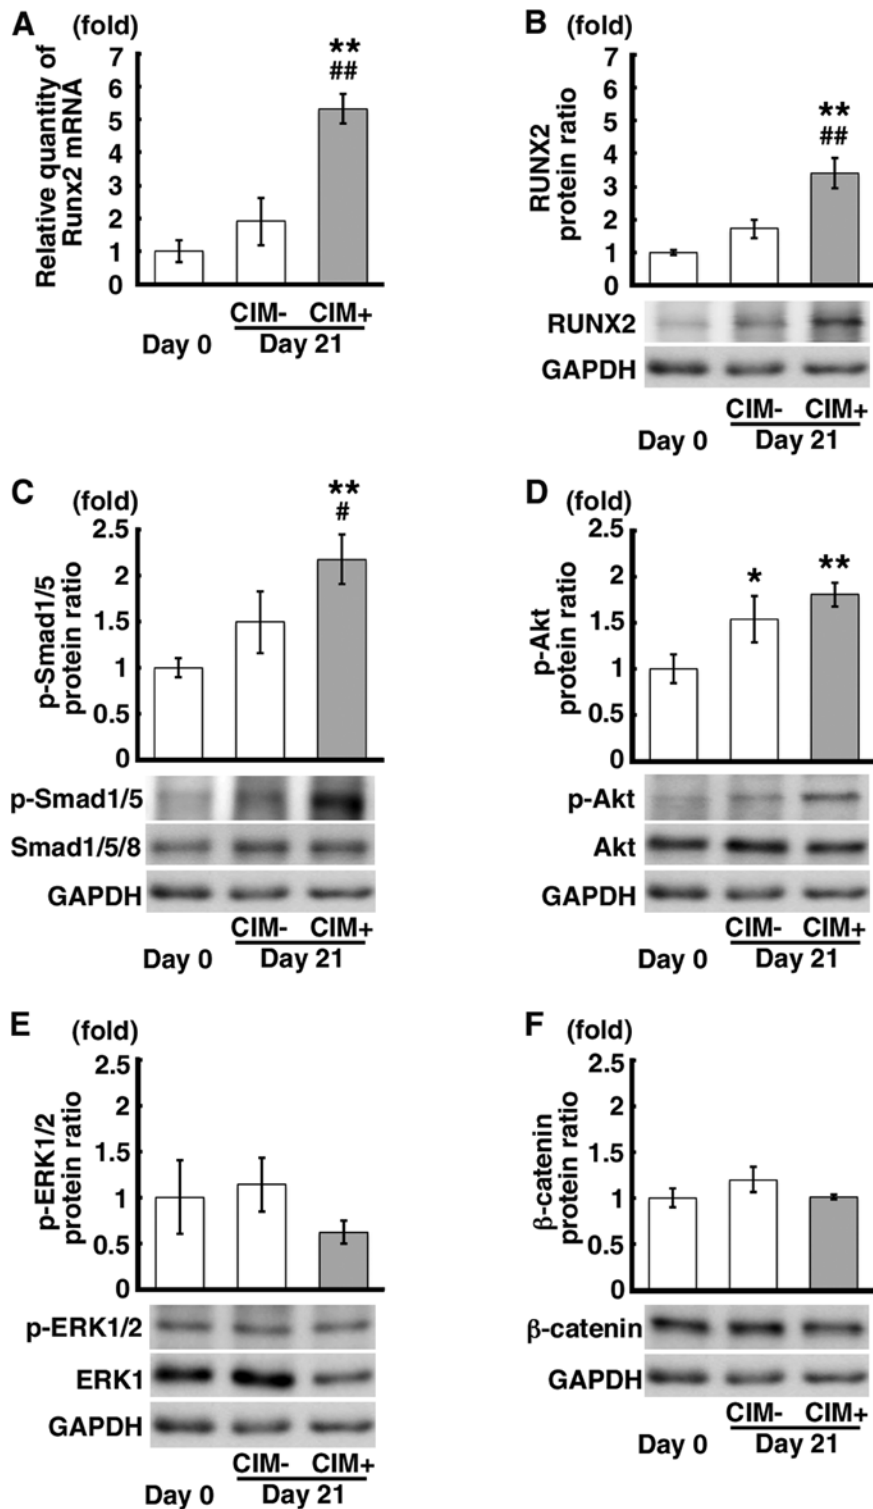 A (fold)
Relative quantity of
Runx2 mRNA
7
6
5
4
3
2
1
0
**
##
CIM- CIM+
Day 0 Day 21
B (fold)
RUNX2
protein ratio
7
6
5
4
3
2
1
0
**
##
RUNX2
GAPDH
CIM- CIM+
Day 0 Day 21
C (fold)
p-Smad1/5
protein ratio
2.5
2
1.5
1
0.5
0
**
#
p-Smad1/5
Smad1/5/8
GAPDH
CIM- CIM+
Day 0 Day 21
D (fold)
p-Akt
protein ratio
2.5
2
1.5
1
0.5
0
*
**
p-Akt
Akt
GAPDH
CIM- CIM+
Day 0 Day 21
E (fold)
p-ERK1/2
protein ratio
2.5
2
1.5
1
0.5
0
p-ERK1/2
ERK1
GAPDH
CIM- CIM+
Day 0 Day 21
F (fold)
β-catenin
protein ratio
2.5
2
1.5
1
0.5
0
β-catenin
GAPDH
CIM- CIM+
Day 0 Day 21